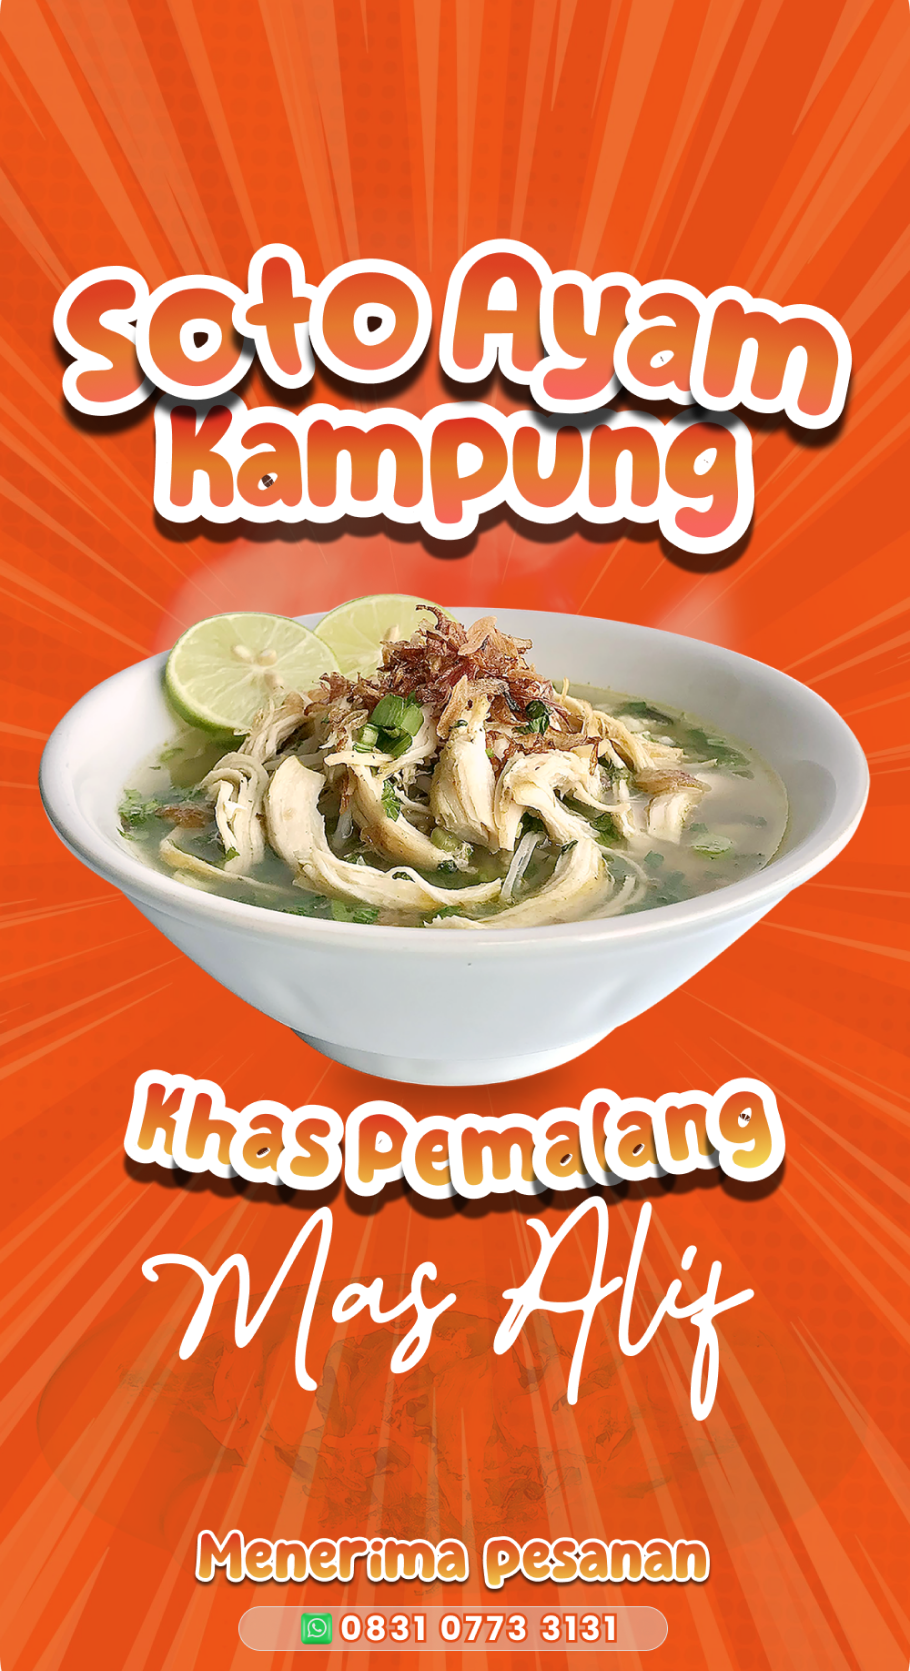 Soto Ayam
Kampung
Khas Pemalang
Mas Alif
Menerima Pesanan
0831 0773 3131